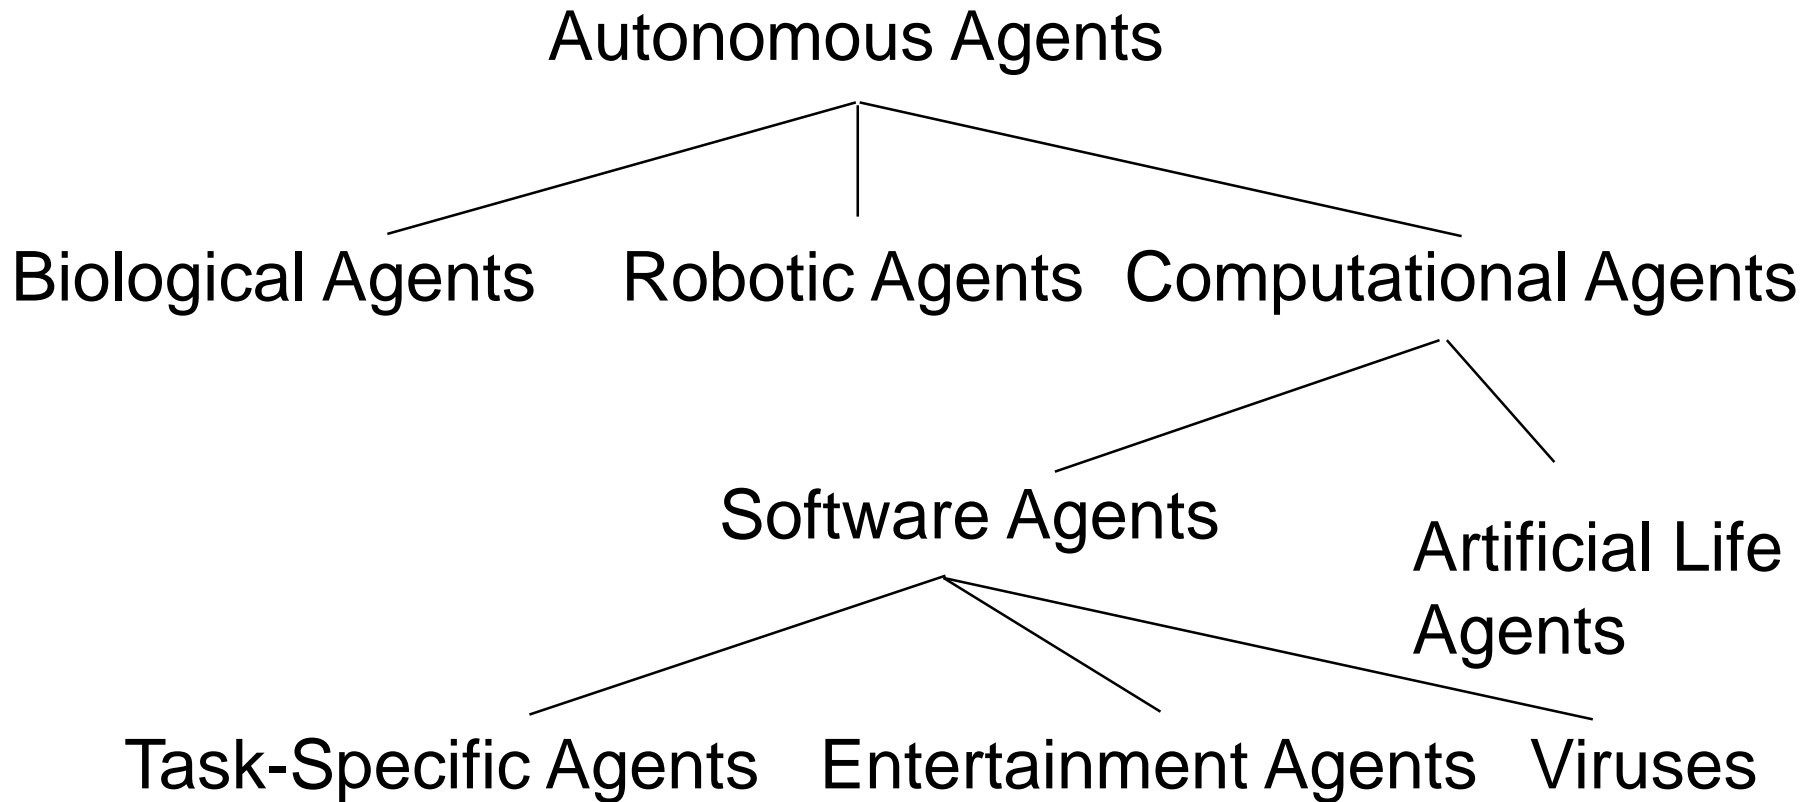 Autonomous Agents
Biological Agents Robotic Agents Computational Agents
Software Agents
Artificial Life
Agents
Task-Specific Agents Entertainment Agents Viruses